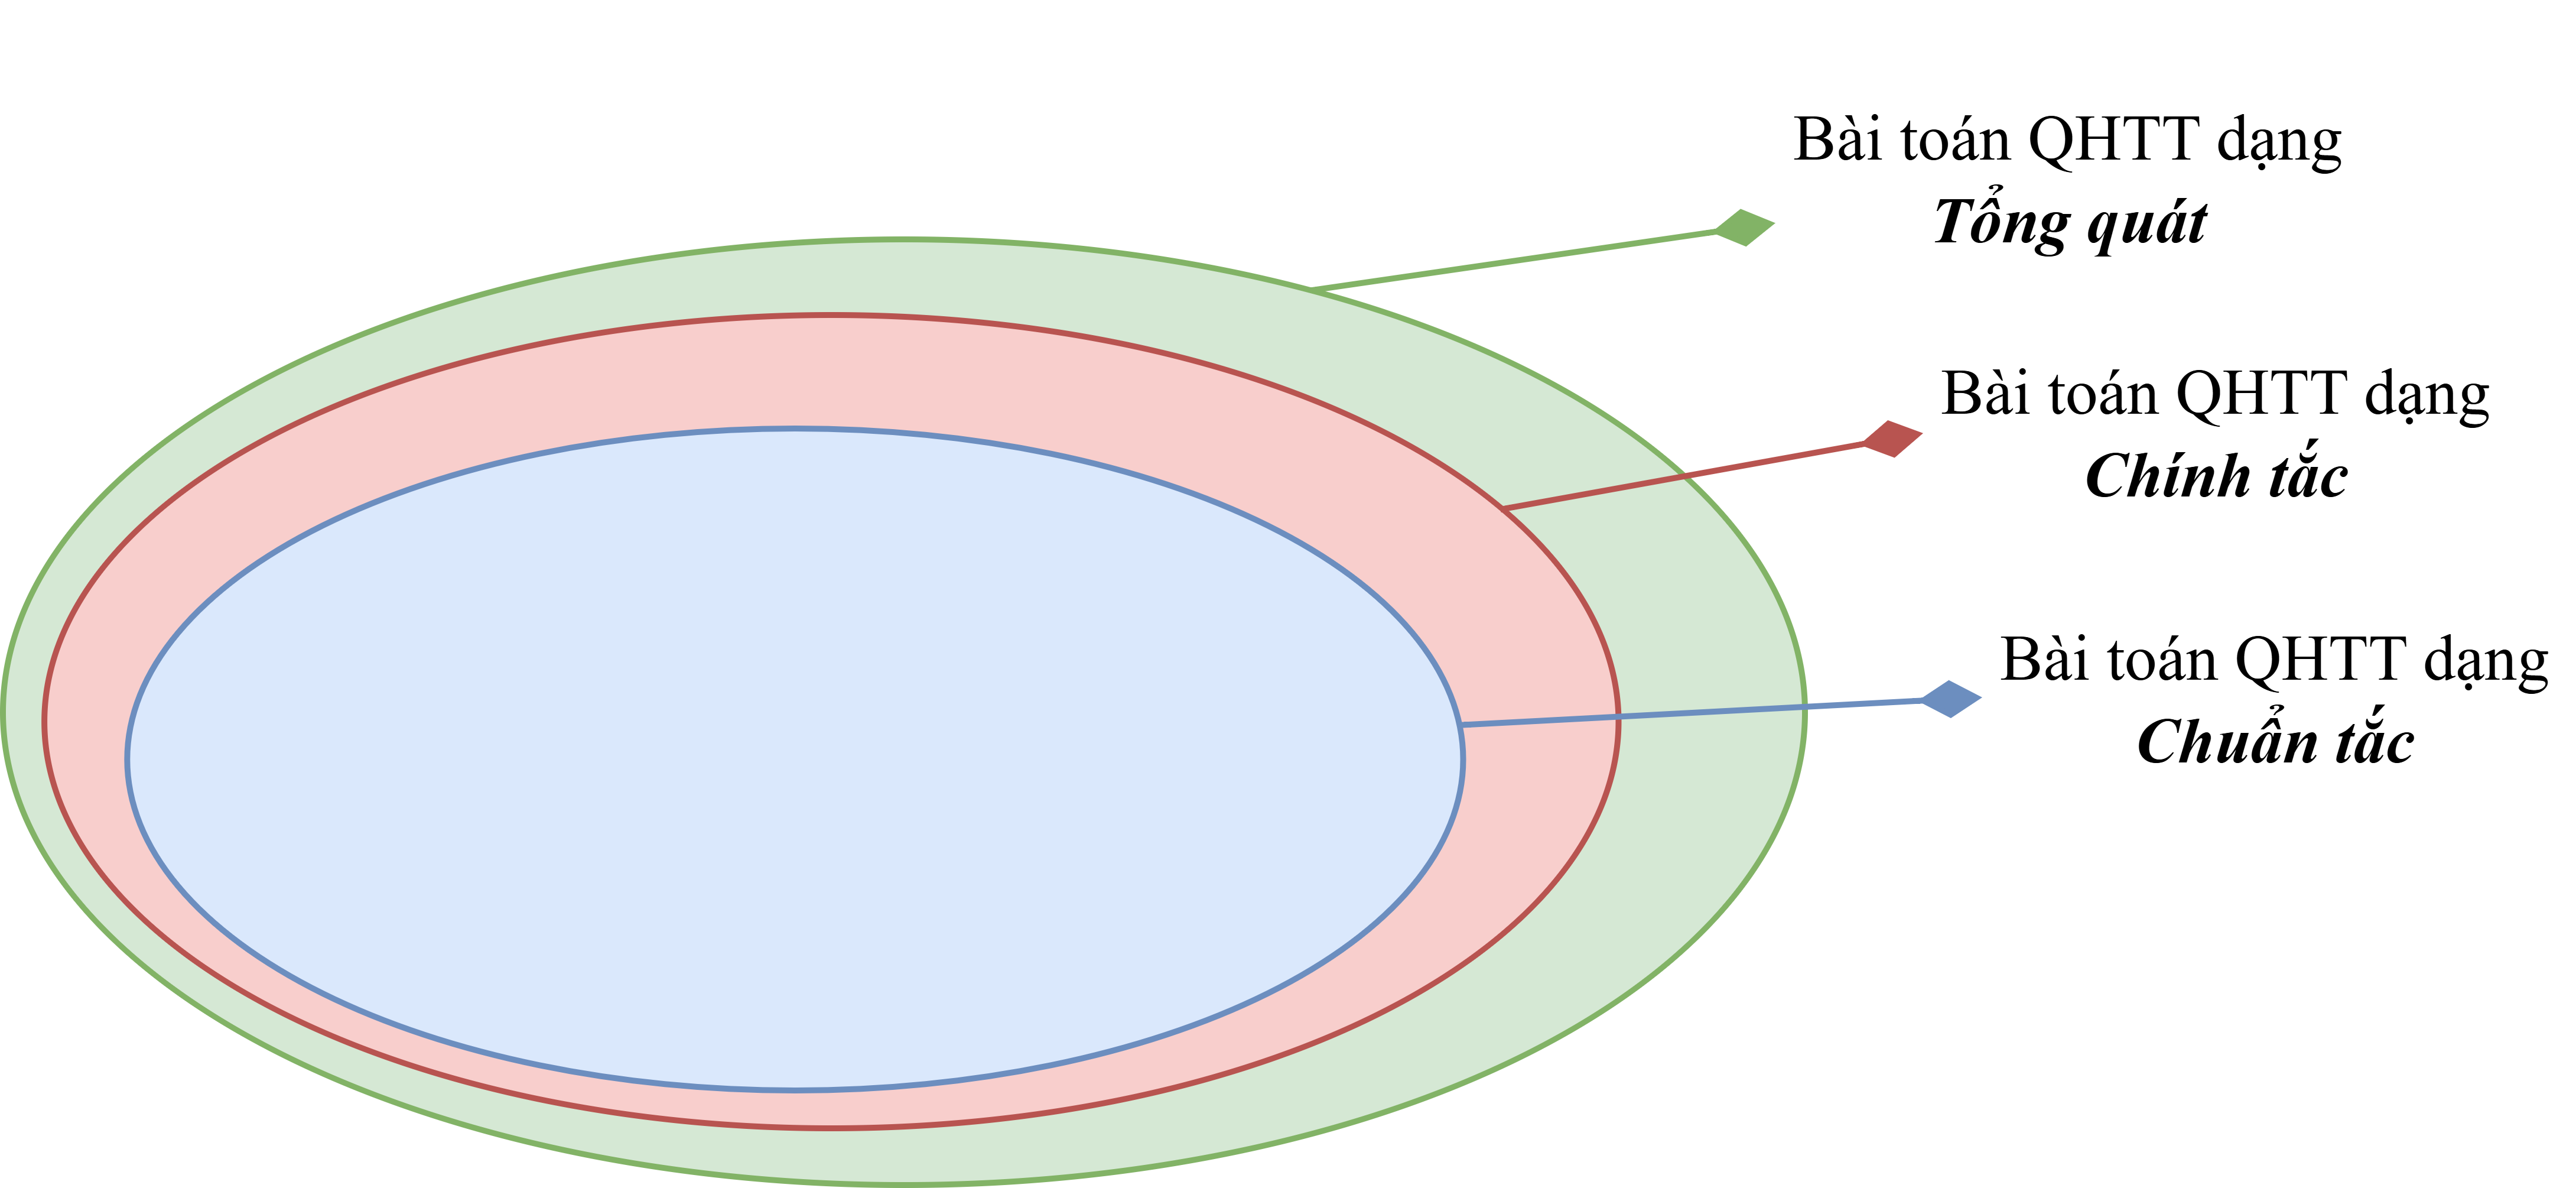 Bài toán QHTT dạng
Tổng quát
Bài toán QHTT dạng
Chính tắc
Bài toán QHTT dạng
Chuẩn tắc